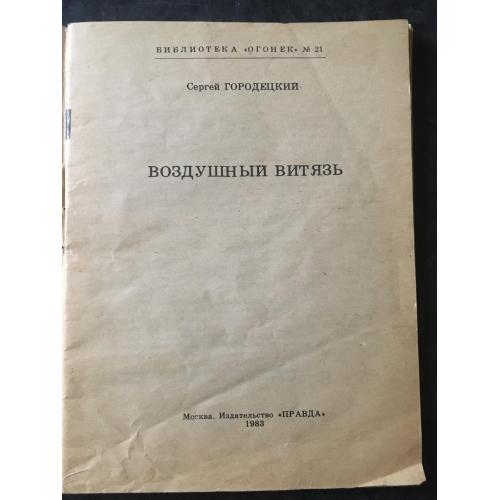 БИБЛИОТЕКА «ОГОНЕК» № 21
Сергей ГОРОДЕЦКИЙ
ВОЗДУШНЫЙ ВИТЯЗЬ
Москва. Издательство «ПРАВДА»
1983